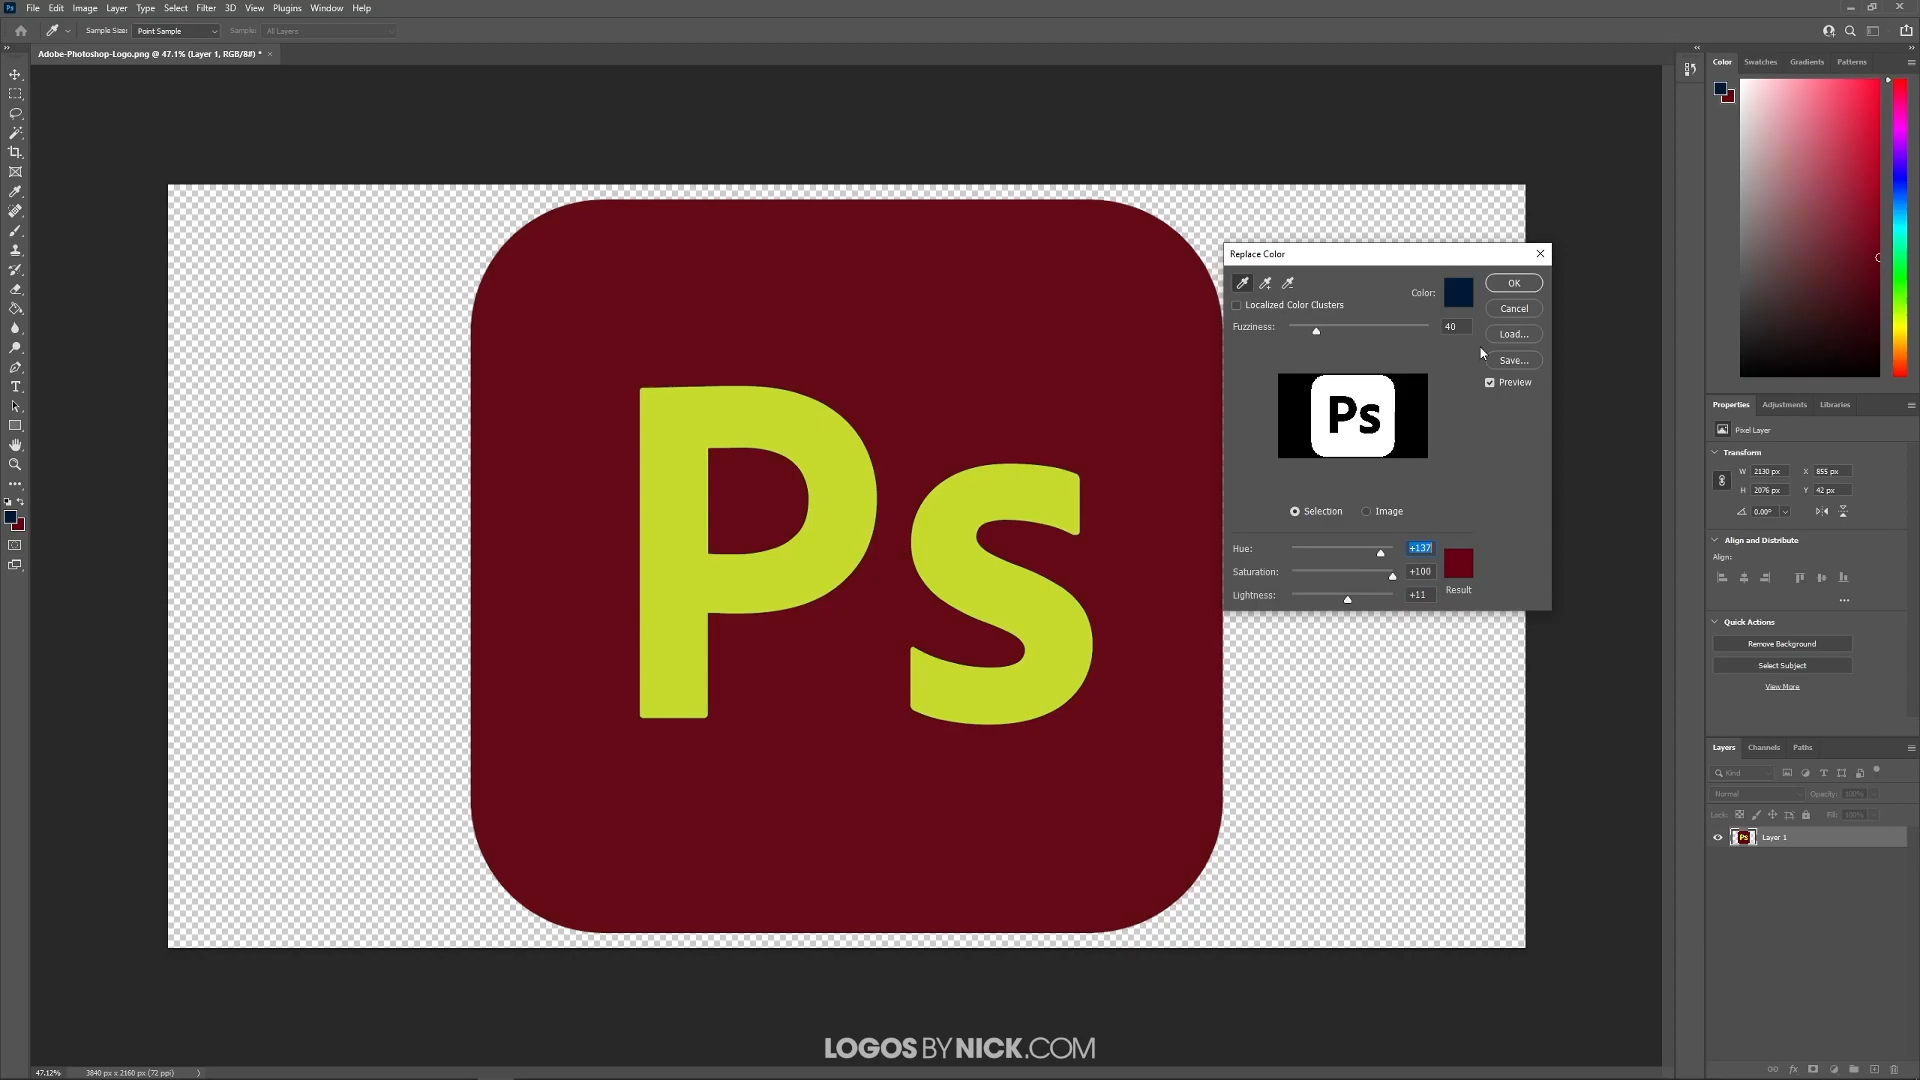 Ps File Edit Image Layer Type Select Filter 3D View Plugins Window Help
Sample Size: Point Sample Sample: All Layers
Adobe-Photoshop-Logo.png @ 47.1% (Layer 1, RGB/8#) * ×
Color Swatches Gradients Patterns
Ps
Replace Color
Color:
OK
Localized Color Clusters
Cancel
Fuzziness: 40
Load...
Save...
Preview
Ps
Selection Image
Hue: +137
Saturation: +100
Result
Lightness: +11
Properties Adjustments Libraries
Pixel Layer
Transform
W 2130 px X 855 px
H 2076 px Y 42 px
0.00°
Align and Distribute
Align:
Quick Actions
Remove Background
Select Subject
View More
Layers Channels Paths
Kind
Normal Opacity: 100%
Lock: Fill: 100%
Ps Layer 1
LOGOS BY NICK.COM
47.12% 3840 px x 2160 px (72 ppi)